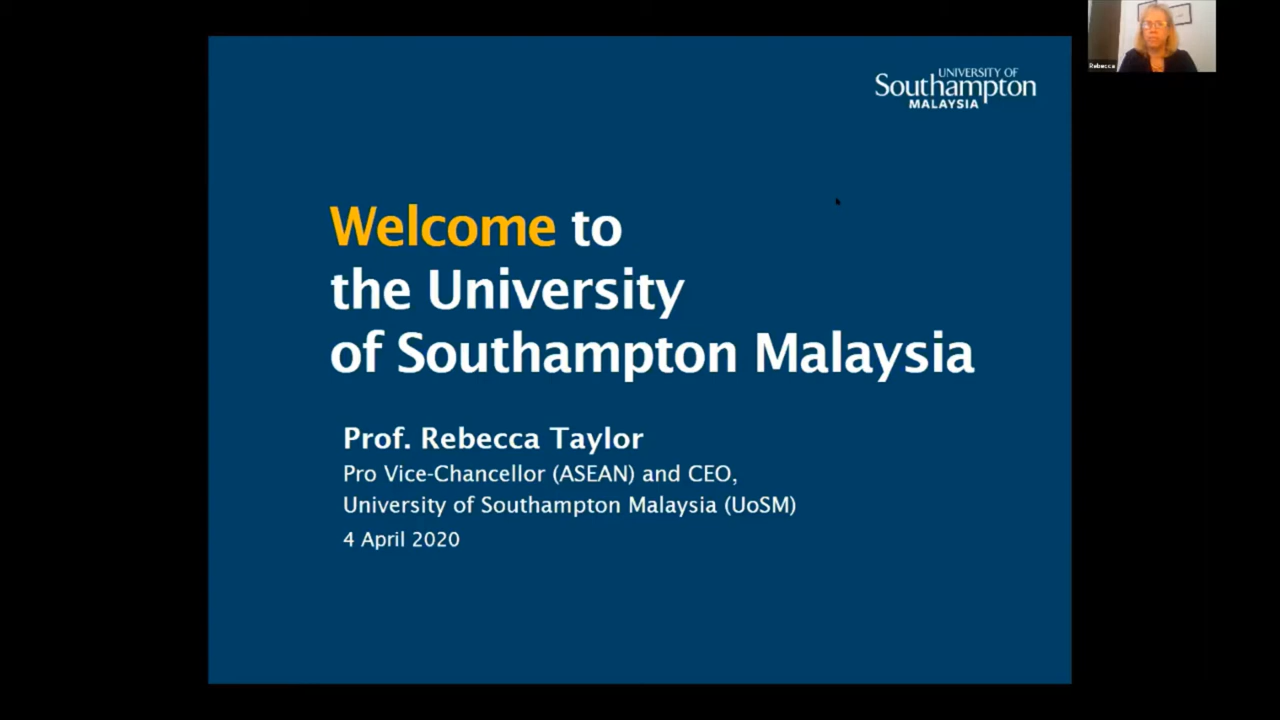 Rebecca
UNIVERSITY OF
Southampton
MALAYSIA
Welcome to
the University
of Southampton Malaysia
Prof. Rebecca Taylor
Pro Vice-Chancellor (ASEAN) and CEO,
University of Southampton Malaysia (UoSM)
4 April 2020